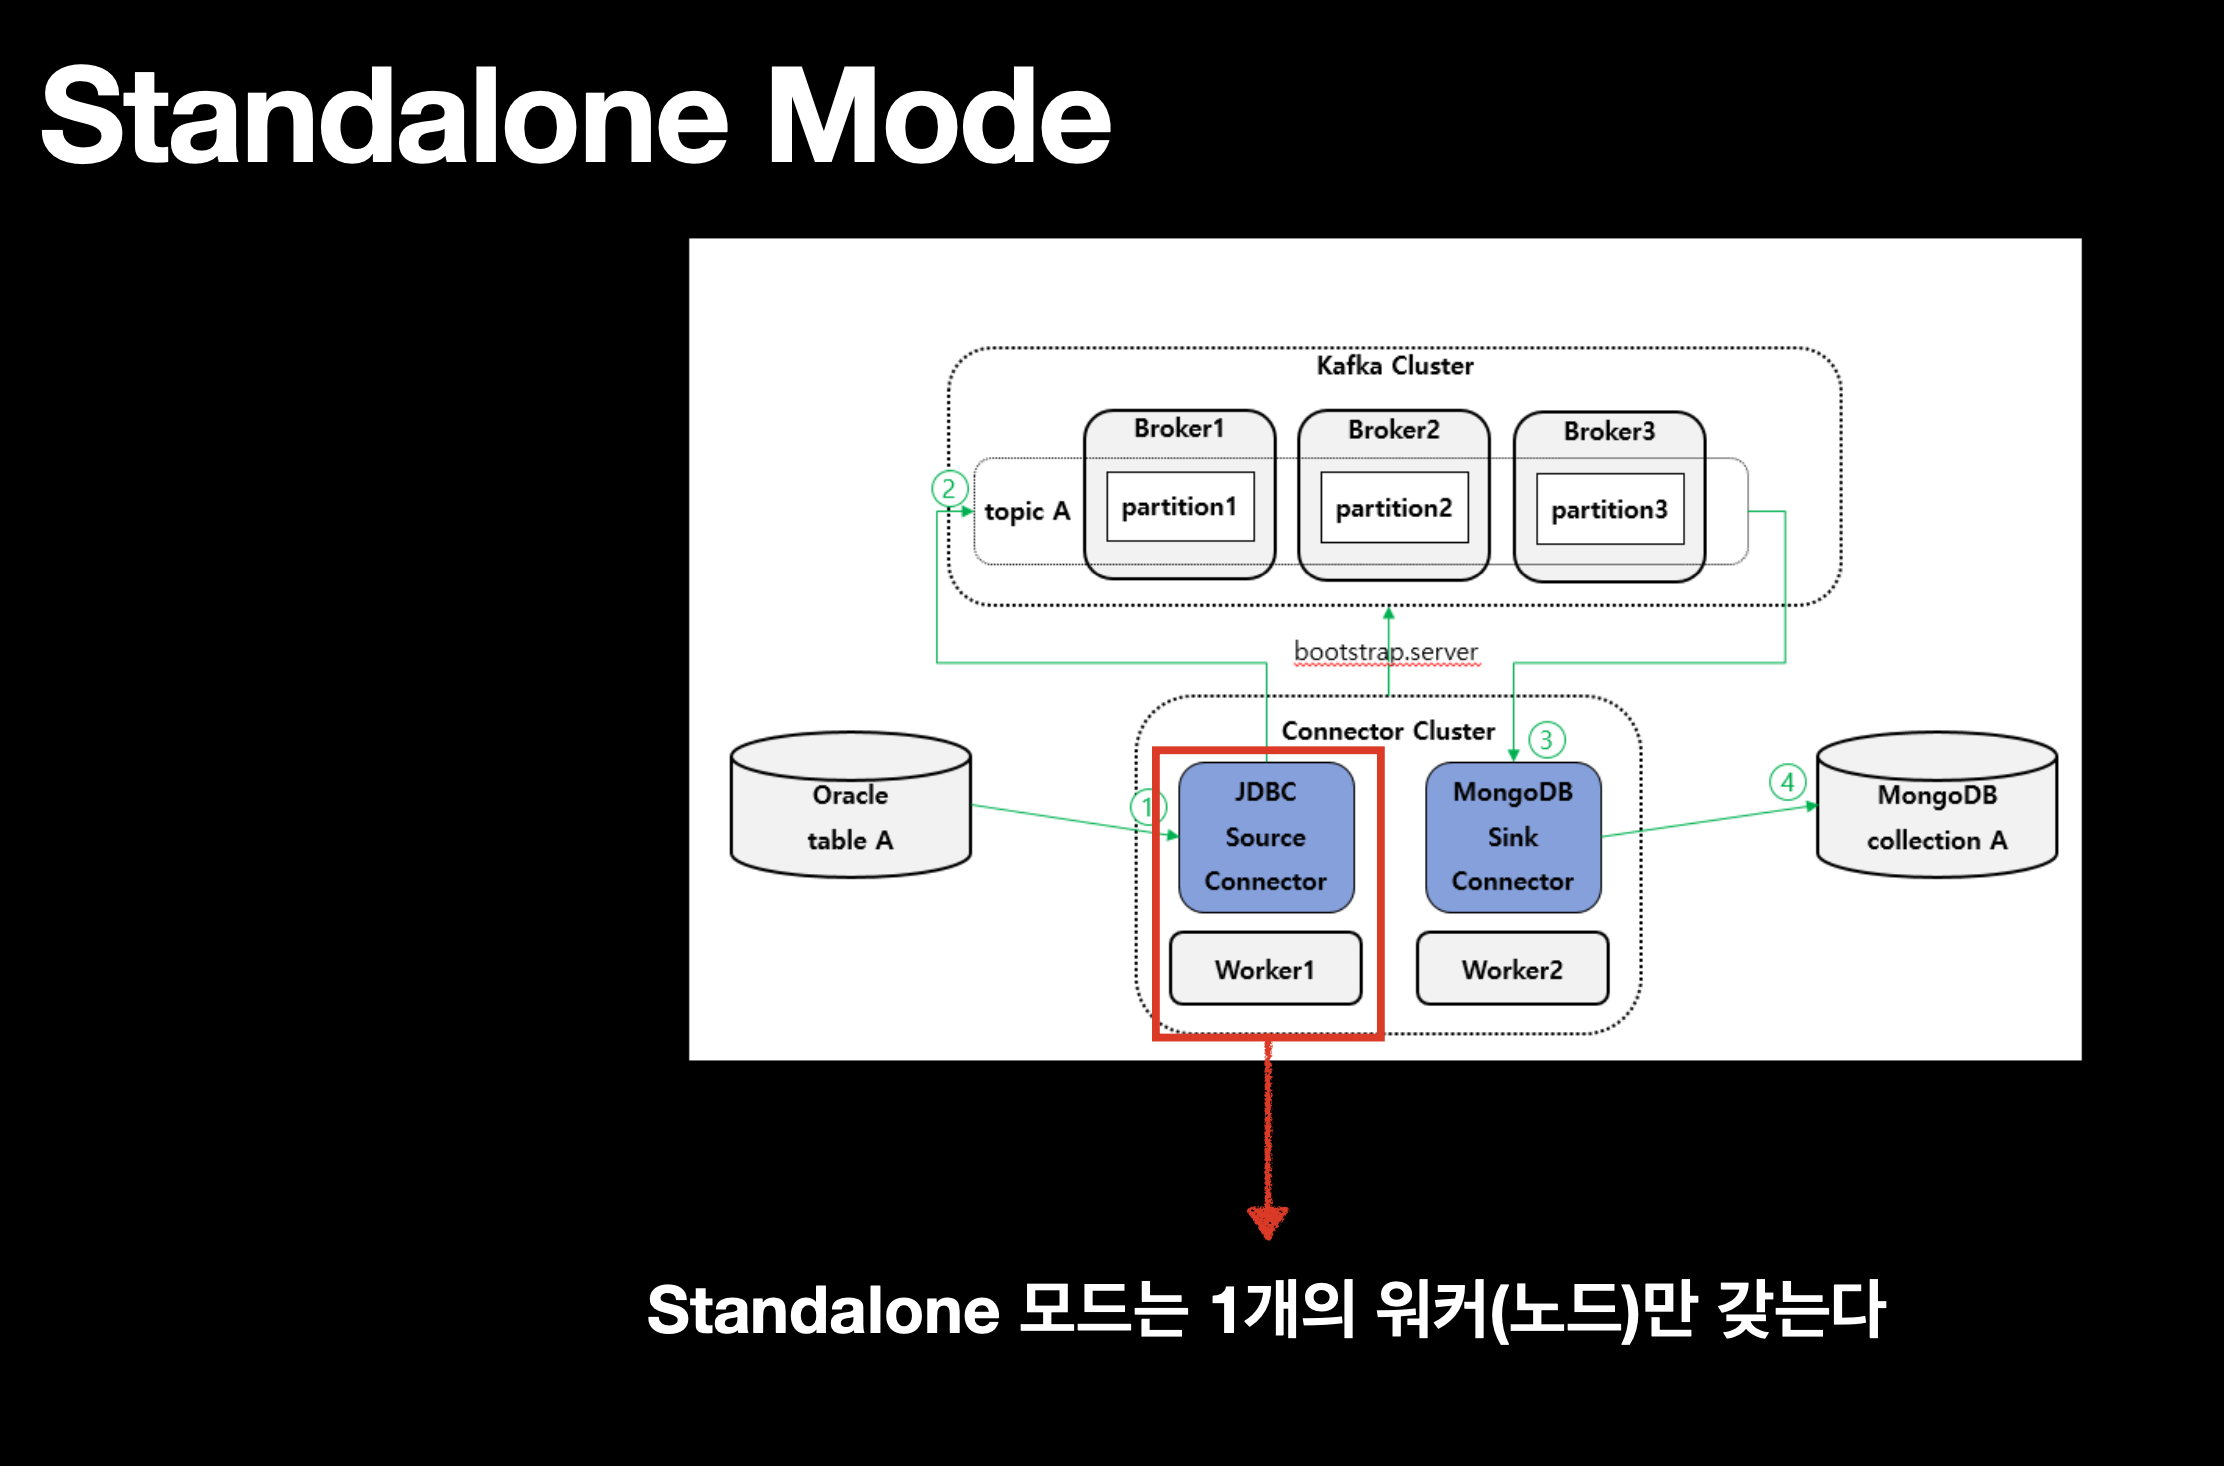 Standalone Mode
Kafka Cluster
Broker1
Broker2
Broker3
②
topic A
partition1
partition2
partition3
bootstrap.server
Connector Cluster
③
①
JDBC
Source
Connector
MongoDB
Sink
Connector
④
Oracle
table A
MongoDB
collection A
Worker1
Worker2
Standalone 모드는 1개의 워커(노드)만 갖는다